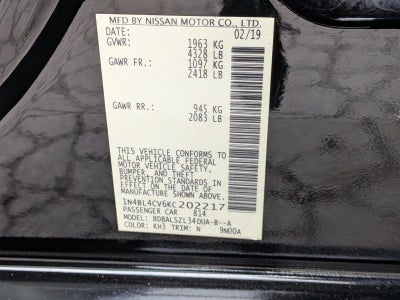 MFD BY NISSAN MOTOR CO., LTD.
DATE: 02/19
GVWR: 1963 KG
4328 LB
GAWR FR.: 1097 KG
2418 LB
GAWR RR.: 945 KG
2083 LB
THIS VEHICLE CONFORMS TO
ALL APPLICABLE FEDERAL
MOTOR VEHICLE SAFETY,
BUMPER, AND THEFT
PREVENTION STANDARDS IN
EFFECT ON THE DATE OF
MANUFACTURE SHOWN ABOVE.
1N4BL4CV6KC202217
PASSENGER CAR 814
MODEL: BDBALSZL34DUA-B--A
COLOR: KH3 TRIM: N 9N00A